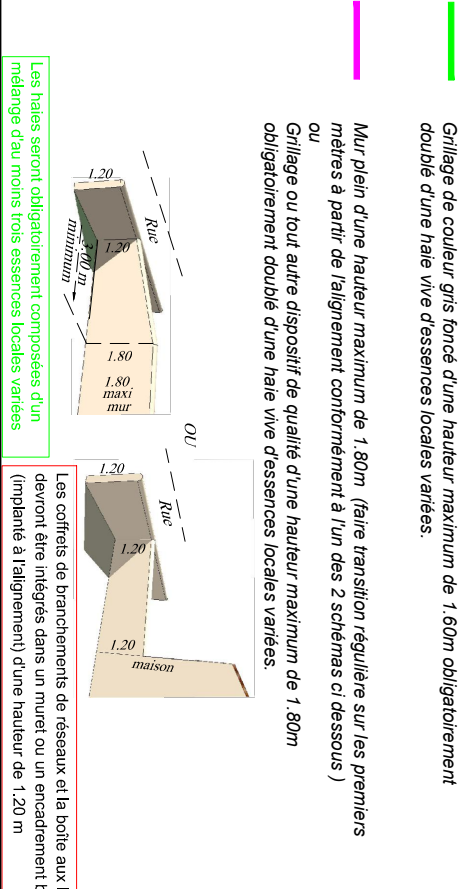 Grillage de couleur gris foncé d'une hauteur maximum de 1.60m obligatoirement
doublé d'une haie vive d'essences locales variées.
Mur plein d'une hauteur maximum de 1.80m (faire transition régulière sur les premiers
mètres à partir de l'alignement conformément à l'un des 2 schémas ci dessous )
ou
Grillage ou tout autre dispositif de qualité d'une hauteur maximum de 1.80m
obligatoirement doublé d'une haie vive d'essences locales variées.
Rue
1.20
1.20
3.00 m
minimum
1.80
1.80
maxi
mur
OU
Rue
1.20
1.20
1.20
maison
Les haies seront obligatoirement composées d'un
mélange d'au moins trois essences locales variées
Les coffrets de branchements de réseaux et la boîte aux
devront être intégrés dans un muret ou un encadrement
(implanté à l'alignement) d'une hauteur de 1.20 m